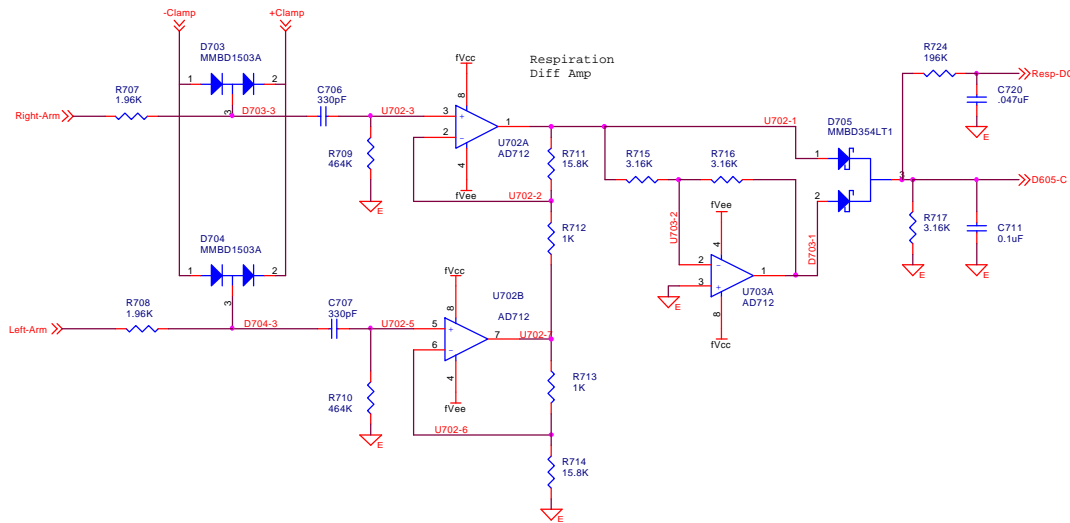 -Clamp
+Clamp
D703
MMBD1503A
1
2
3
R707
1.96K
Right-Arm
D703-3
C706
330pF
U702-3
R709
464K
E
fVcc
8
3
+
2
-
1
4
fVee
U702A
AD712
Respiration
Diff Amp
R711
15.8K
U702-2
R712
1K
U702-1
R715
3.16K
R716
3.16K
U703-2
fVee
4
2
-
3
+
1
8
fVcc
E
U703A
AD712
D703-1
D705
MMBD354LT1
1
2
3
R724
196K
Resp-DC
C720
.047uF
E
D605-C
R717
3.16K
E
C711
0.1uF
E
D704
MMBD1503A
1
2
3
R708
1.96K
Left-Arm
D704-3
C707
330pF
U702-5
R710
464K
E
fVcc
8
5
+
6
-
7
4
fVee
U702B
AD712
U702-7
U702-6
R713
1K
R714
15.8K
E